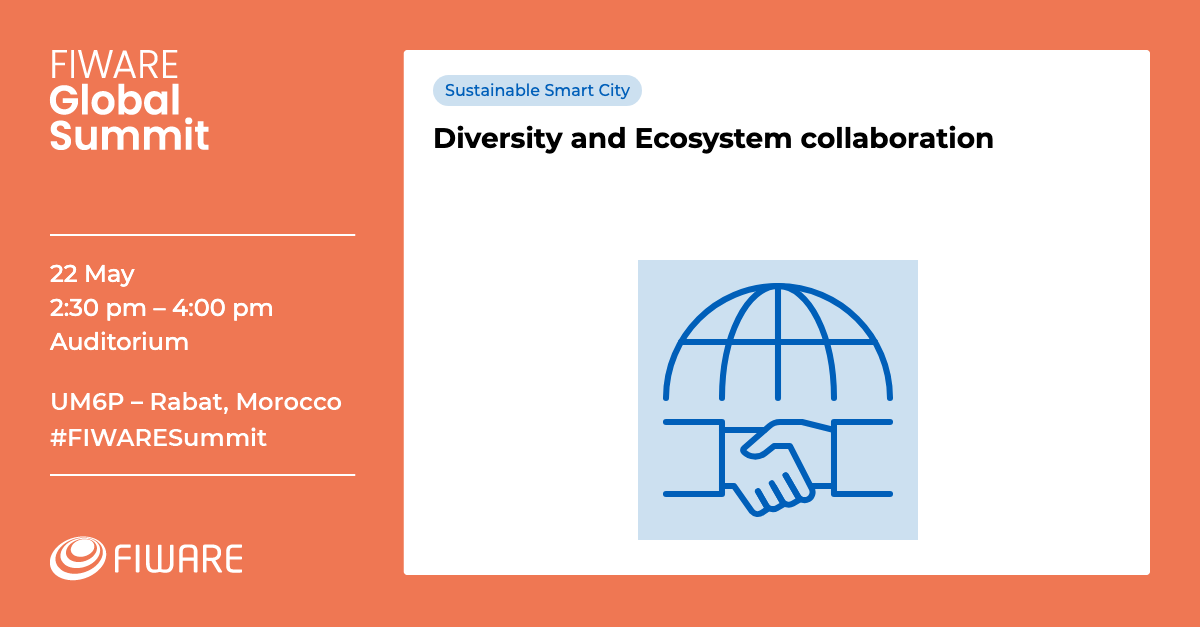 FIWARE
Global
Summit
22 May
2:30 pm – 4:00 pm
Auditorium
UM6P – Rabat, Morocco
#FIWARESummit
FIWARE
Sustainable Smart City
Diversity and Ecosystem collaboration